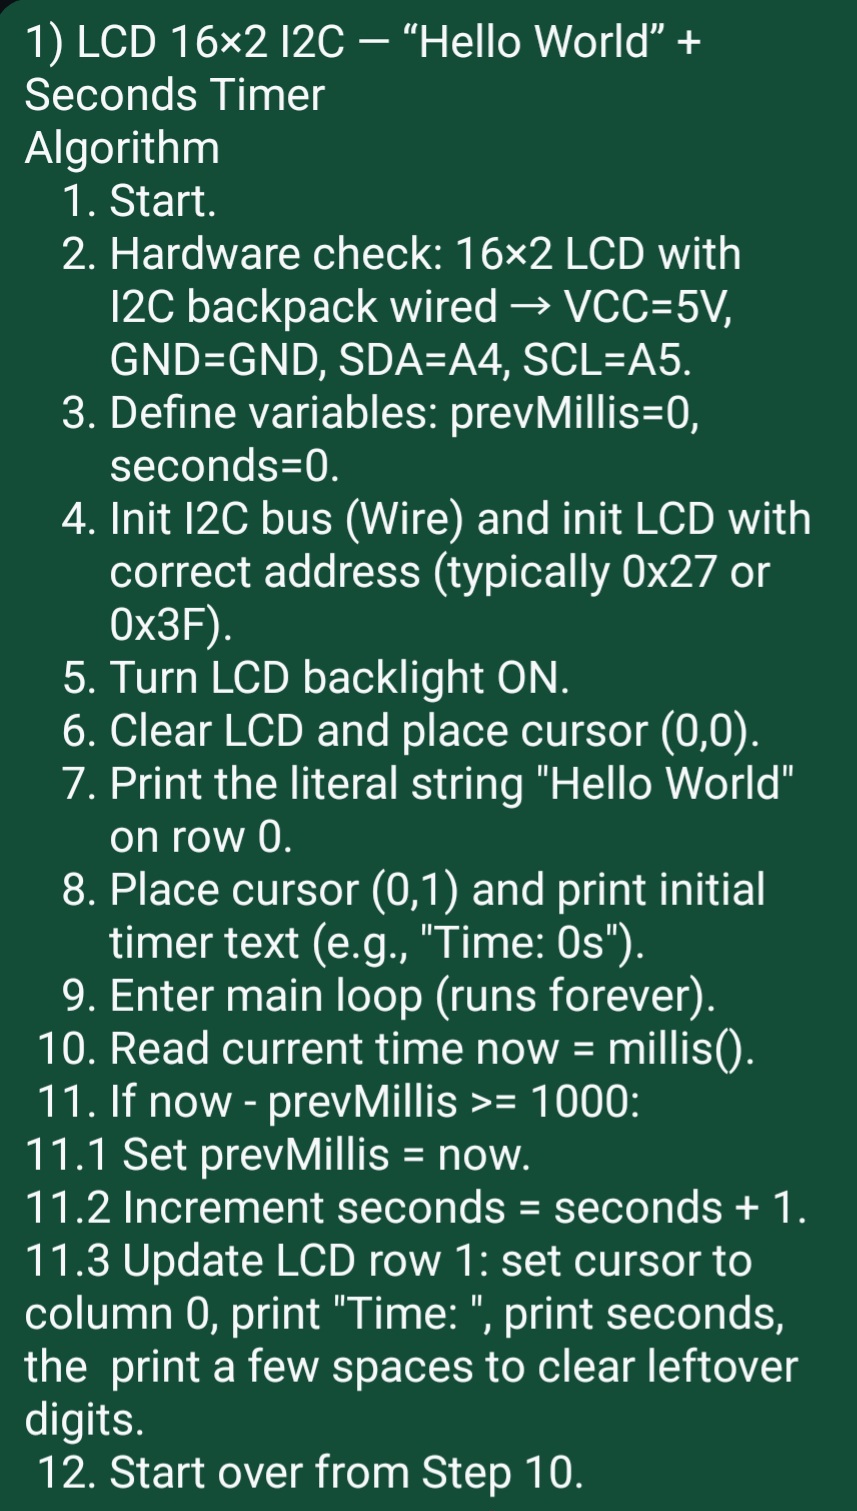 1) LCD 16×2 I2C — “Hello World” +
Seconds Timer
Algorithm
1. Start.
2. Hardware check: 16×2 LCD with
I2C backpack wired → VCC=5V,
GND=GND, SDA=A4, SCL=A5.
3. Define variables: prevMillis=0,
seconds=0.
4. Init I2C bus (Wire) and init LCD with
correct address (typically 0x27 or
0x3F).
5. Turn LCD backlight ON.
6. Clear LCD and place cursor (0,0).
7. Print the literal string "Hello World"
on row 0.
8. Place cursor (0,1) and print initial
timer text (e.g., "Time: 0s").
9. Enter main loop (runs forever).
10. Read current time now = millis().
11. If now - prevMillis >= 1000:
11.1 Set prevMillis = now.
11.2 Increment seconds = seconds + 1.
11.3 Update LCD row 1: set cursor to
column 0, print "Time: ", print seconds,
the  print a few spaces to clear leftover
digits.
12. Start over from Step 10.